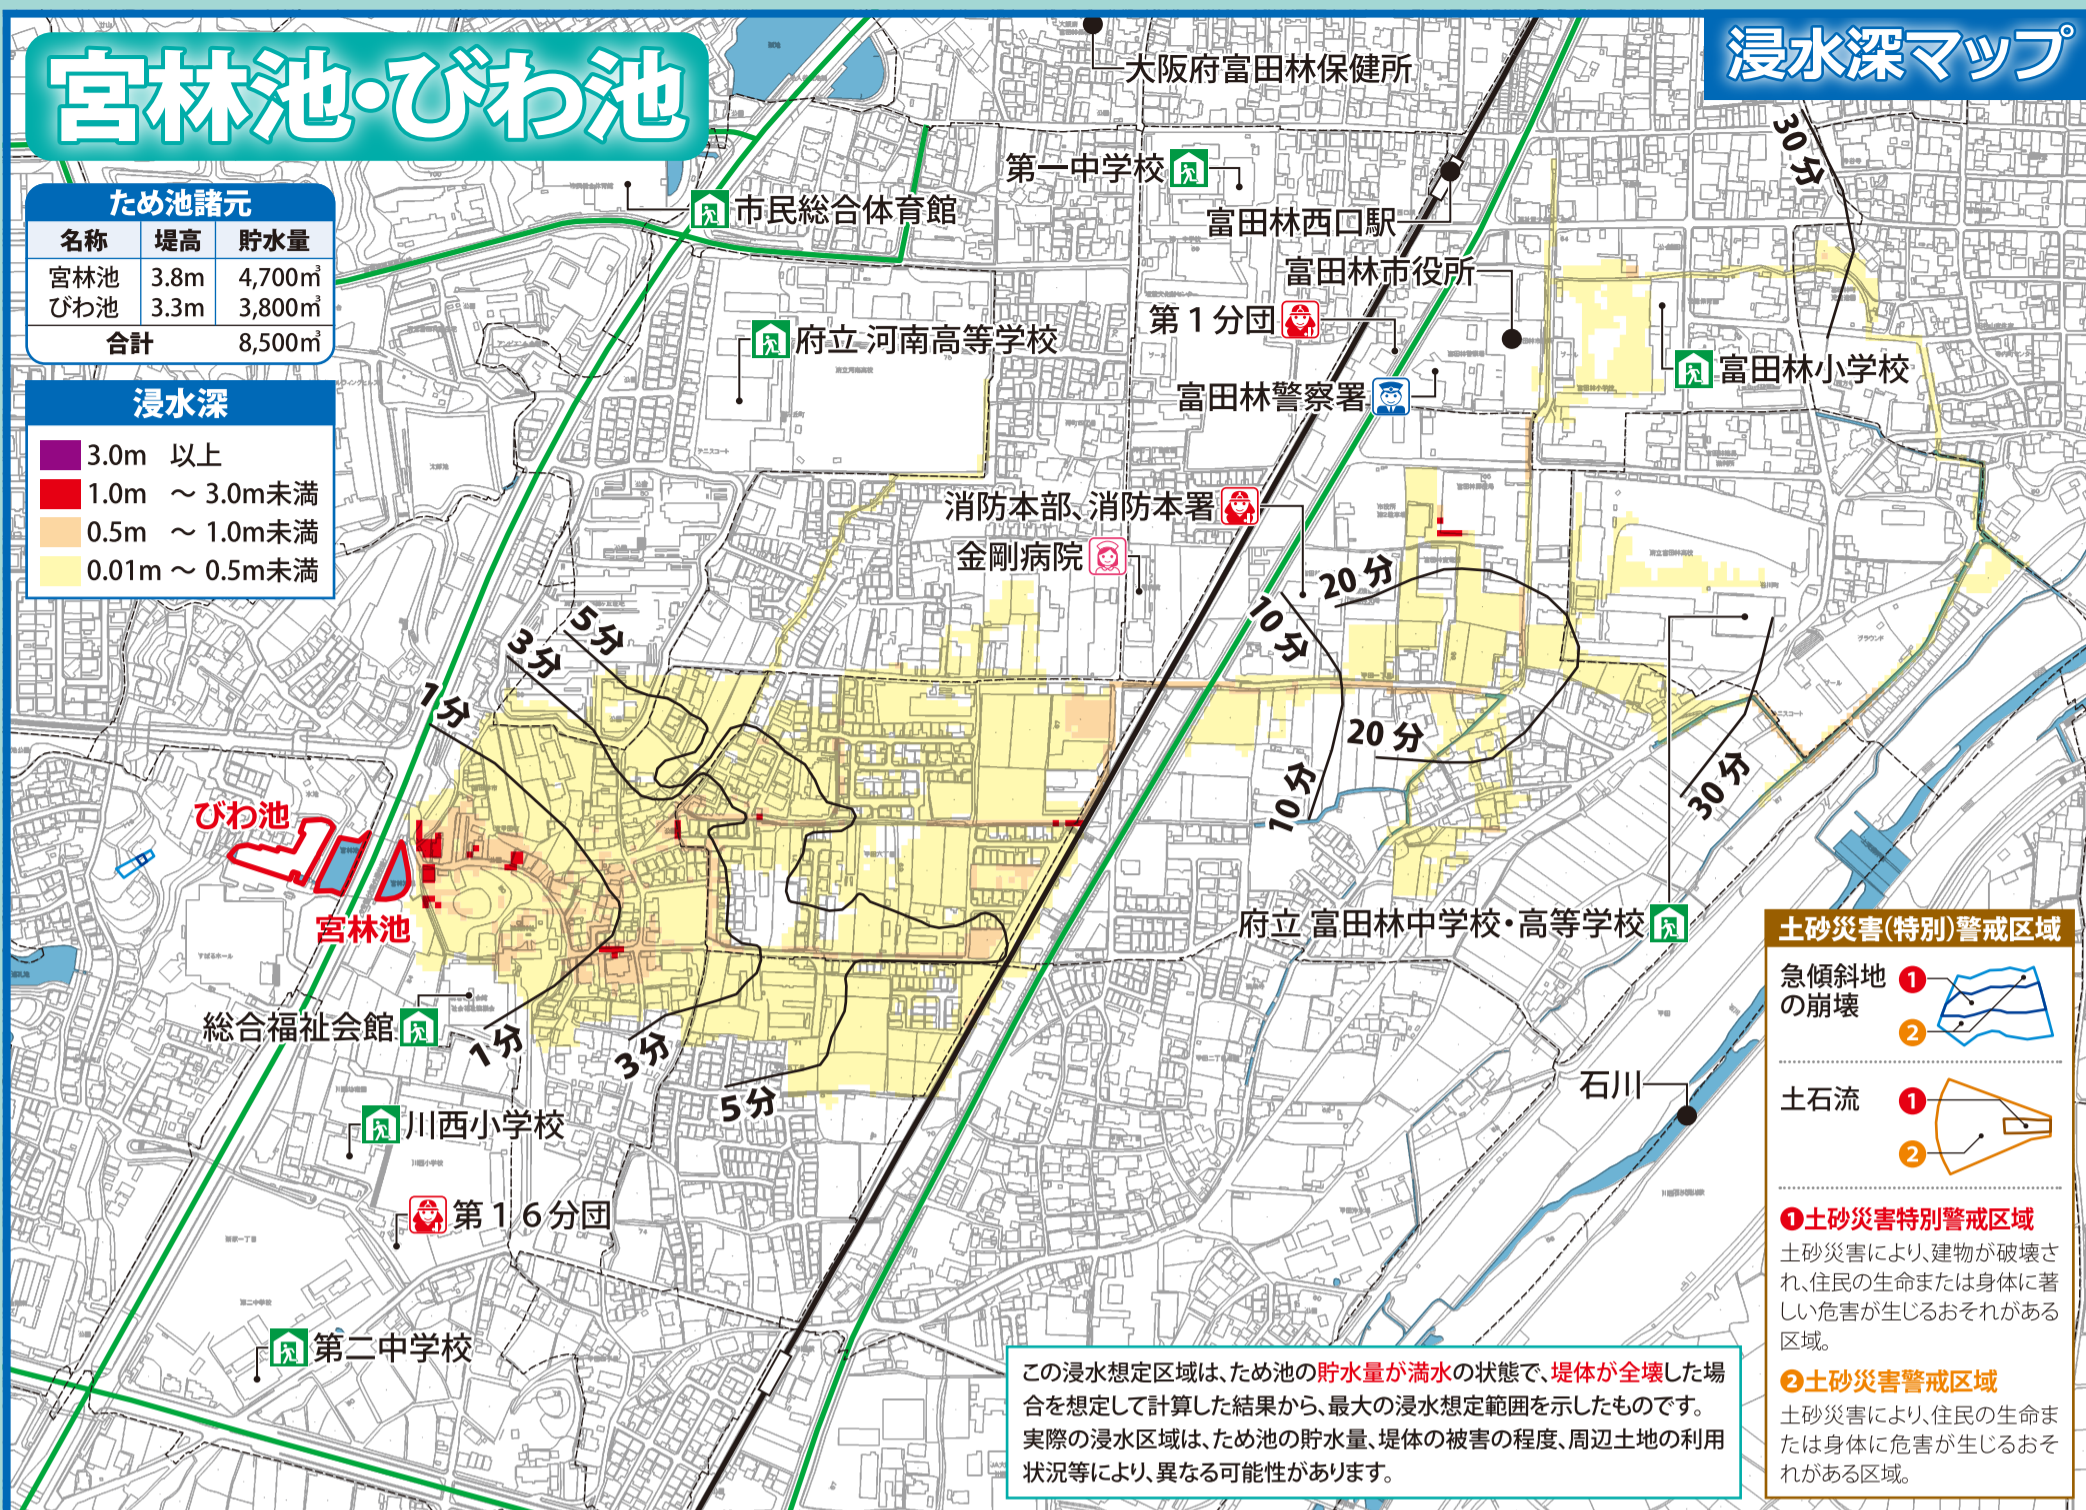 宮林池・びわ池
浸水深マップ
ため池諸元
名称 堤高 貯水量
宮林池 3.8m 4,700㎥
びわ池 3.3m 3,800㎥
合計 8,500㎥
浸水深
3.0m 以上
1.0m ～ 3.0m未満
0.5m ～ 1.0m未満
0.01m ～ 0.5m未満
大阪府富田林保健所
30分
第一中学校
市民総合体育館
富田林西口駅
富田林市役所
第1分団
府立 河南高等学校
富田林小学校
富田林警察署
消防本部、消防本署
金剛病院
20分
10分
5分
3分
1分
20分
10分
30分
びわ池
宮林池
府立 富田林中学校・高等学校
総合福祉会館
1分
3分
5分
石川
川西小学校
第16分団
第二中学校
土砂災害(特別)警戒区域
急傾斜地
の崩壊
1
2
土石流
1
2
❶土砂災害特別警戒区域
土砂災害により、建物が破壊さ
れ、住民の生命または身体に著
しい危害が生じるおそれがある
区域。
❷土砂災害警戒区域
土砂災害により、住民の生命ま
たは身体に危害が生じるおそ
れがある区域。
この浸水想定区域は、ため池の貯水量が満水の状態で、堤体が全壊した場
合を想定して計算した結果から、最大の浸水想定範囲を示したものです。
実際の浸水区域は、ため池の貯水量、堤体の被害の程度、周辺土地の利用
状況等により、異なる可能性があります。